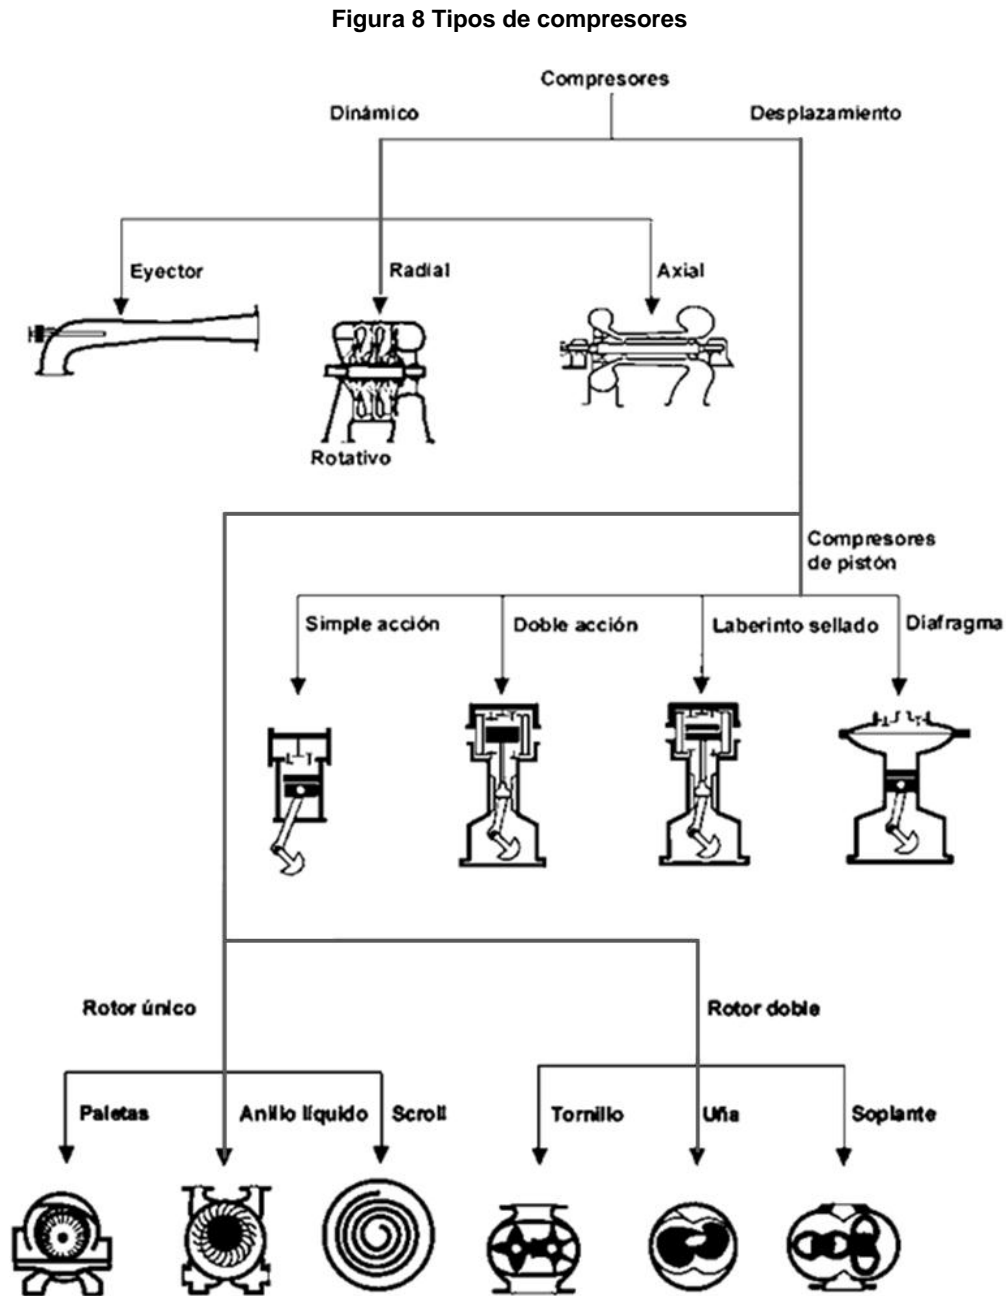 Figura 8 Tipos de compresores
Compresores
Dinámico
Desplazamiento
Eyector
Radial
Axial
Rotativo
Compresores
de pistón
Simple acción
Doble acción
Laberinto sellado
Diafragma
Rotor único
Rotor doble
Paletas
Anillo líquido
Scroll
Tornillo
Uña
Soplante